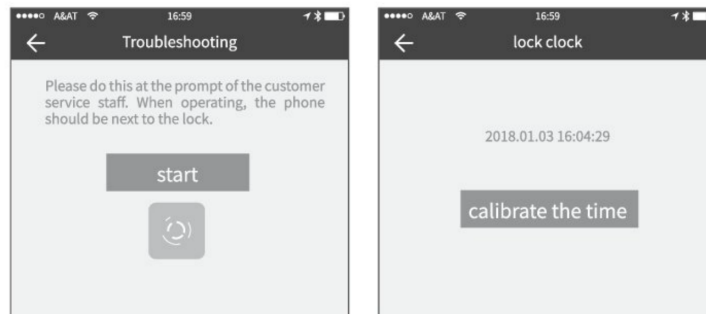 A&AT 16:59
Troubleshooting
Please do this at the prompt of the customer
service staff. When operating, the phone
should be next to the lock.
start
A&AT 16:59
lock clock
2018.01.03 16:04:29
calibrate the time